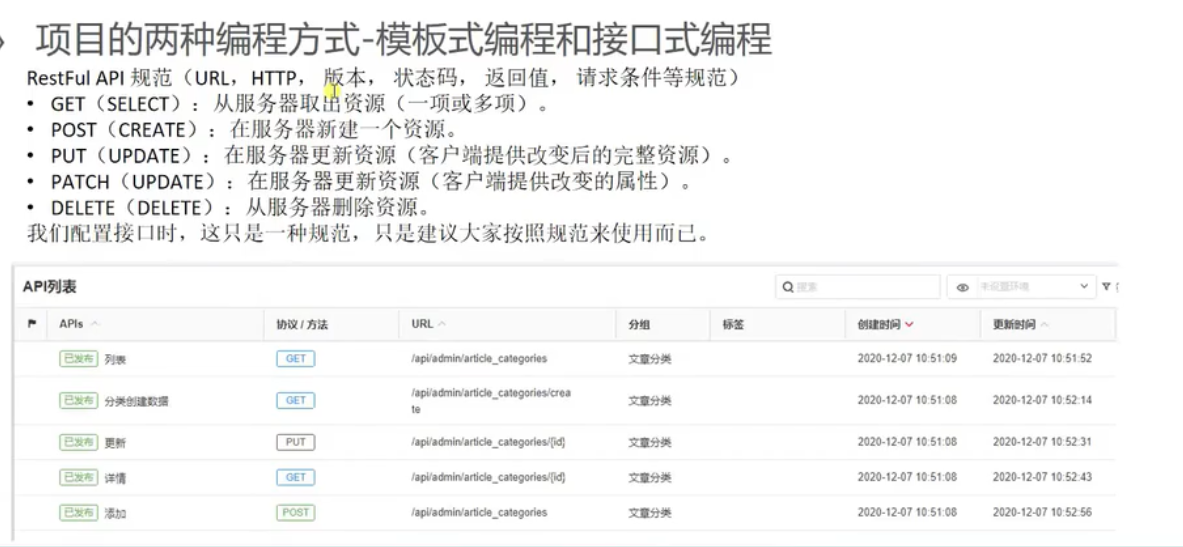 项目的两种编程方式-模板式编程和接口式编程
RestFul API 规范（URL，HTTP， 版本， 状态码， 返回值， 请求条件等规范）
• GET（SELECT）：从服务器取出资源（一项或多项）。
• POST（CREATE）：在服务器新建一个资源。
• PUT（UPDATE）：在服务器更新资源（客户端提供改变后的完整资源）。
• PATCH（UPDATE）：在服务器更新资源（客户端提供改变的属性）。
• DELETE（DELETE）：从服务器删除资源。
我们配置接口时，这只是一种规范，只是建议大家按照规范来使用而已。
API列表 搜索 未设置环境
APIs 协议 / 方法 URL 分组 标签 创建时间 更新时间
已发布 列表 GET /api/admin/article_categories 文章分类 2020-12-07 10:51:09 2020-12-07 10:51:52
已发布 分类创建数据 GET /api/admin/article_categories/crea
te 文章分类 2020-12-07 10:51:08 2020-12-07 10:52:14
已发布 更新 PUT /api/admin/article_categories/{id} 文章分类 2020-12-07 10:51:08 2020-12-07 10:52:31
已发布 详情 GET /api/admin/article_categories/{id} 文章分类 2020-12-07 10:51:08 2020-12-07 10:52:43
已发布 添加 POST /api/admin/article_categories 文章分类 2020-12-07 10:51:08 2020-12-07 10:52:56